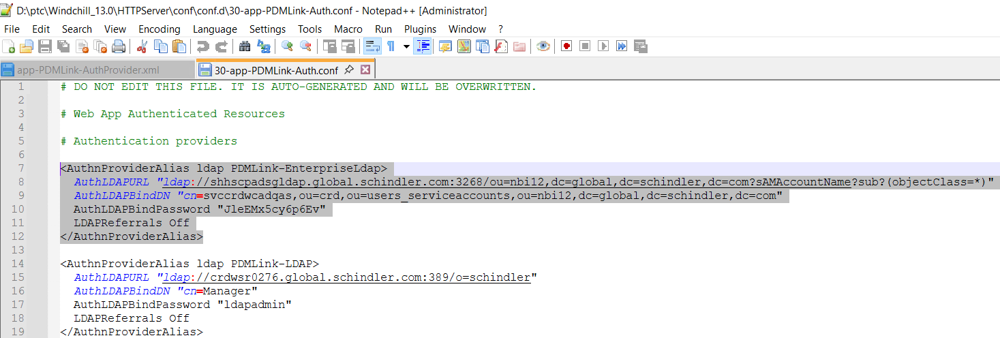 D:\ptc\Windchill_13.0\HTTPServer\conf\conf.d\30-app-PDMLink-Auth.conf - Notepad++ [Administrator]
File Edit Search View Encoding Language Settings Tools Macro Run Plugins Window ?
app-PDMLink-AuthProvider.xml 30-app-PDMLink-Auth.conf
1 # DO NOT EDIT THIS FILE. IT IS AUTO-GENERATED AND WILL BE OVERWRITTEN.
2
3 # Web App Authenticated Resources
4
5 # Authentication providers
6
7 <AuthnProviderAlias ldap PDMLink-EnterpriseLdap>
8 AuthLDAPURL "ldap://shhscpadsgldap.global.schindler.com:3268/ou=nbi12,dc=global,dc=schindler,dc=com?sAMAccountName?sub?(objectClass=*)"
9 AuthLDAPBindDN "cn=svccrdwcadqas,ou=crd,ou=users_serviceaccounts,ou=nbi12,dc=global,dc=schindler,dc=com"
10 AuthLDAPBindPassword "JleEMx5cy6p6Ev"
11 LDAPReferrals Off
12 </AuthnProviderAlias>
13
14 <AuthnProviderAlias ldap PDMLink-LDAP>
15 AuthLDAPURL "ldap://crdwsr0276.global.schindler.com:389/o=schindler"
16 AuthLDAPBindDN "cn=Manager"
17 AuthLDAPBindPassword "ldapadmin"
18 LDAPReferrals Off
19 </AuthnProviderAlias>